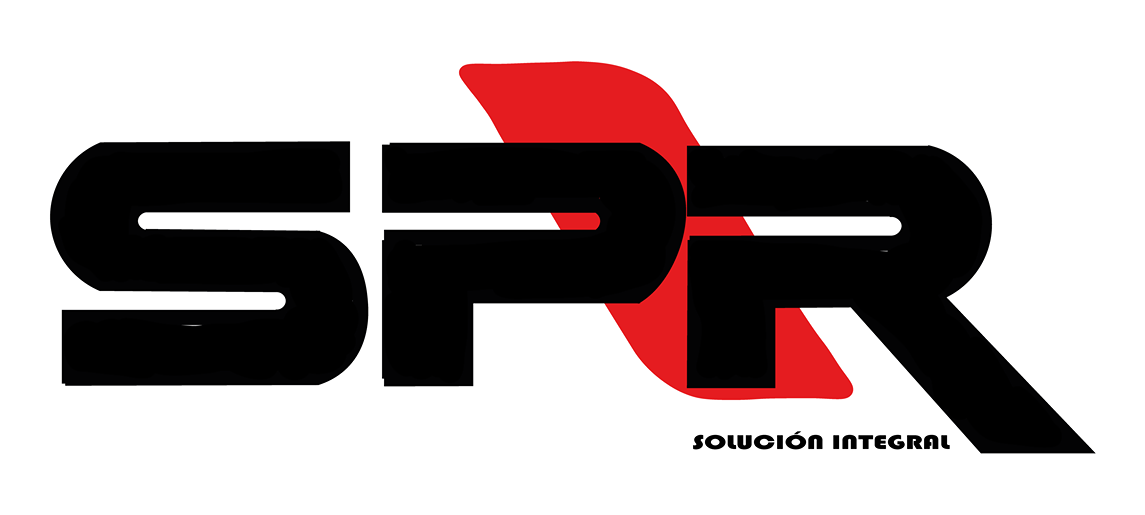 SPR
SOLUCIÓN INTEGRAL